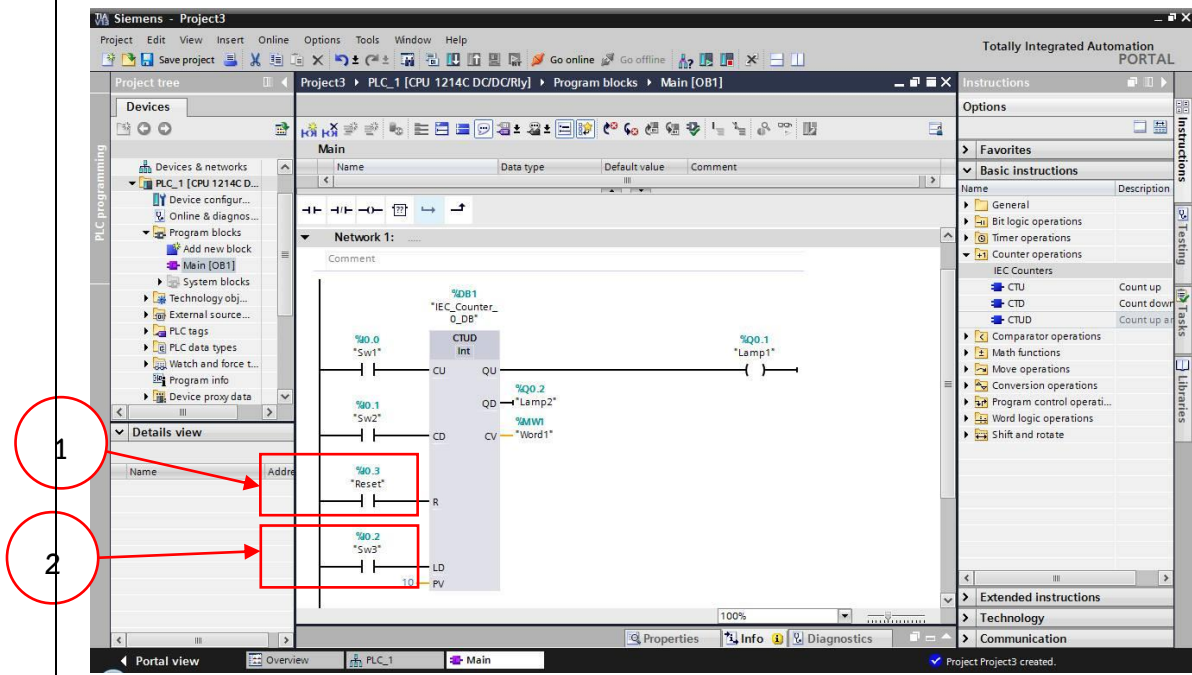 Siemens - Project3
Project Edit View Insert Online Options Tools Window Help
Totally Integrated Automation
PORTAL
Save project
Go online
Go offline
Project tree
Project3 PLC_1 [CPU 1214C DC/DC/Rly] Program blocks Main [OB1]
Instructions
Devices
Options
Main
Name Data type Default value Comment
PLC programming
Devices & networks
PLC_1 [CPU 1214C D...
Device configur...
Online & diagnos...
Program blocks
Add new block
Main [OB1]
System blocks
Technology obj...
External source...
PLC tags
PLC data types
Watch and force t...
Program info
Device proxy data
Details view
Name Addre
Network 1: .....
Comment
%DB1
"IEC_Counter_
0_DB"
CTUD
Int
%I0.0
"Sw1"
CU QU
%Q0.1
"Lamp1"
%Q0.2
QD "Lamp2"
%I0.1
"Sw2"
%MW1
CD CV "Word1"
%I0.3
"Reset"
R
%I0.2
"Sw3"
LD
10 PV
1
2
100%
Properties Info Diagnostics
Favorites
Basic instructions
Name Description
General
Bit logic operations
Timer operations
Counter operations
IEC Counters
CTU Count up
CTD Count down
CTUD Count up ar
Comparator operations
Math functions
Move operations
Conversion operations
Program control operati...
Word logic operations
Shift and rotate
Extended instructions
Technology
Communication
Instructions
Testing
Tasks
Libraries
Portal view Overview PLC_1 Main
Project Project3 created.